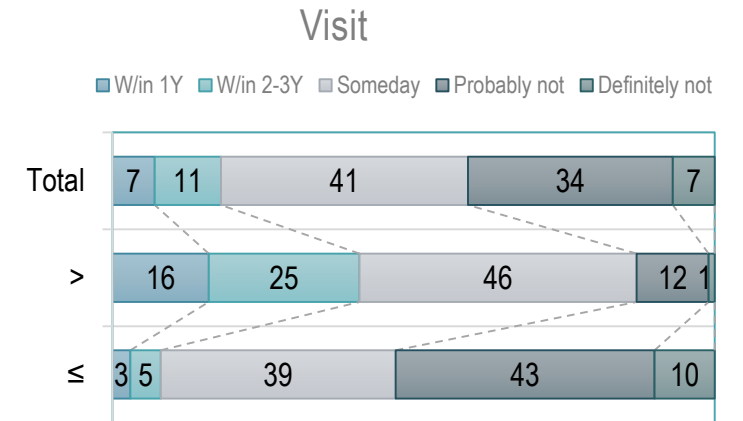 Visit
W/in 1Y W/in 2-3Y Someday Probably not Definitely not
Total 7 11 41 34 7
> 16 25 46 12 1
≤ 3 5 39 43 10